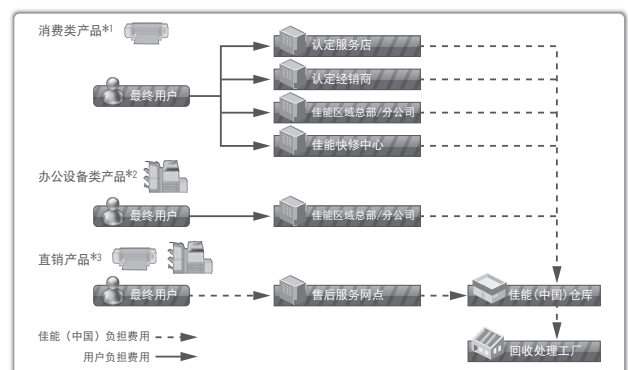 消费类产品*1
认定服务店
认定经销商
最终用户
佳能区域总部/分公司
佳能快修中心
办公设备类产品*2
最终用户
佳能区域总部/分公司
直销产品*3
最终用户
售后服务网点
佳能(中国)仓库
佳能（中国）负担费用
用户负担费用
回收处理工厂